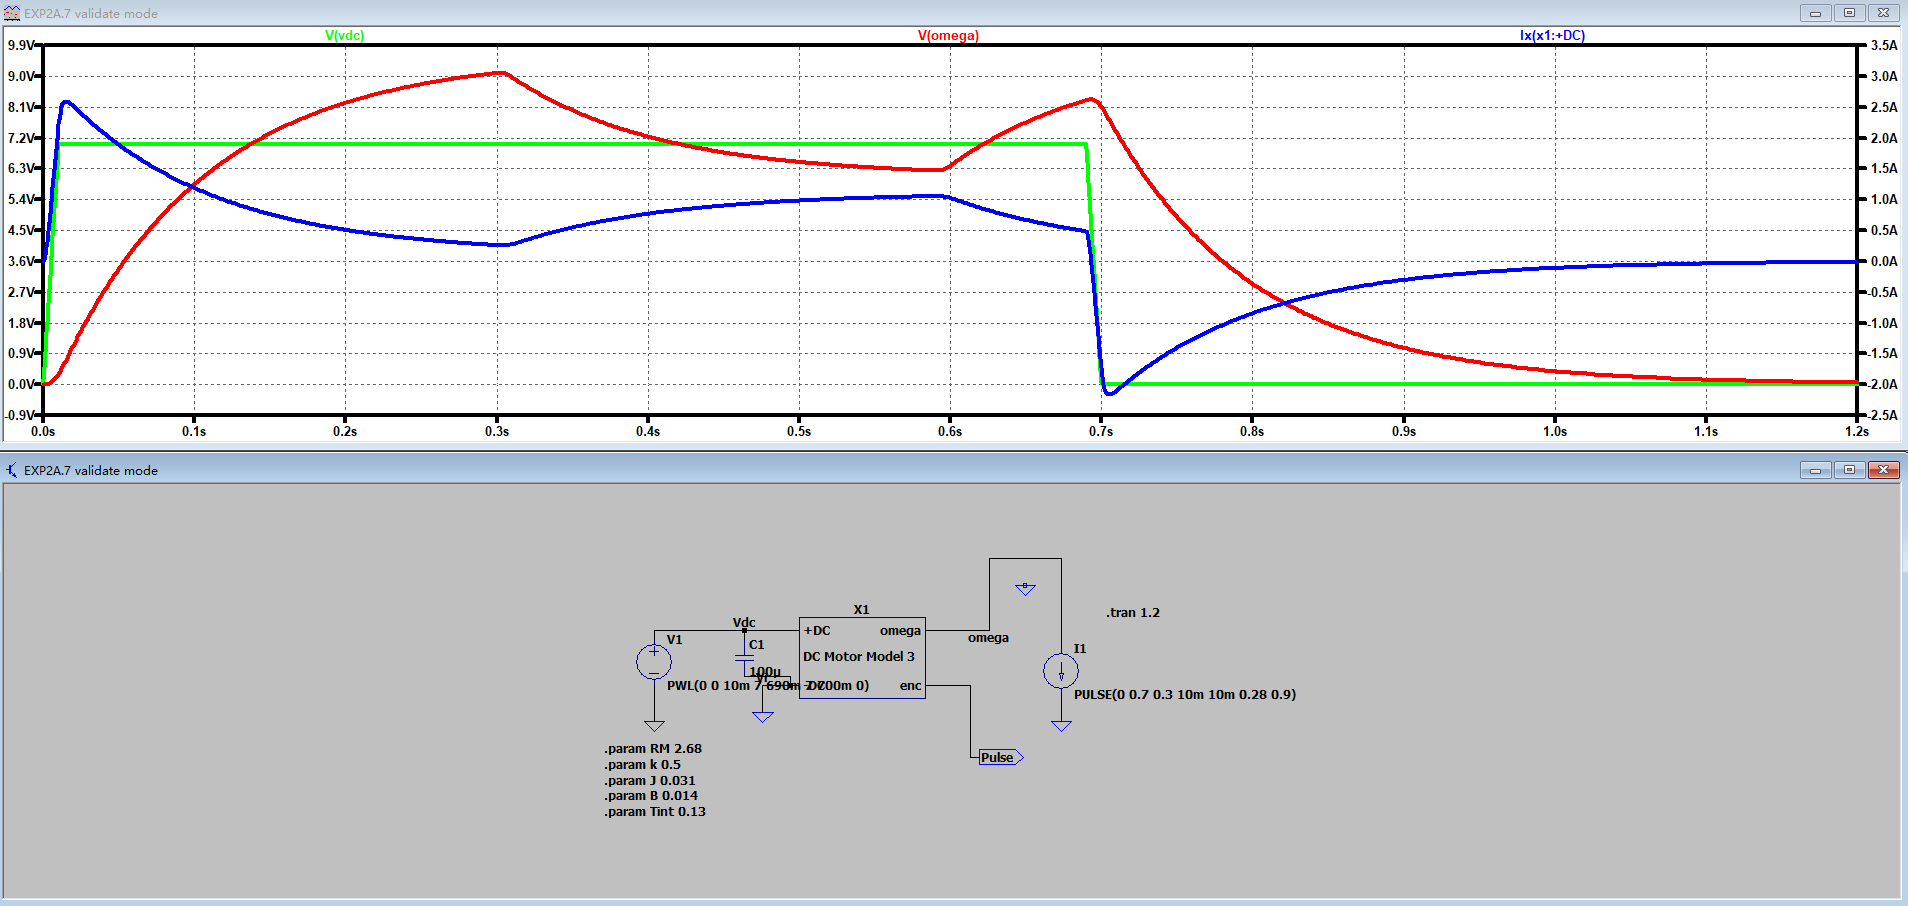 EXP2A.7 validate mode
V(vdc) V(omega) Ix(x1:+DC)
9.9V 3.5A
9.0V 3.0A
8.1V 2.5A
7.2V 2.0A
6.3V 1.5A
5.4V 1.0A
4.5V 0.5A
3.6V 0.0A
2.7V -0.5A
1.8V -1.0A
0.9V -1.5A
0.0V -2.0A
-0.9V -2.5A
0.0s 0.1s 0.2s 0.3s 0.4s 0.5s 0.6s 0.7s 0.8s 0.9s 1.0s 1.1s 1.2s
EXP2A.7 validate mode
X1
.tran 1.2
Vdc
+DC omega
omega
V1
C1
I1
DC Motor Model 3
100µ
PWL(0 0 10m 7 690m 7 700m 0)
-DC enc
PULSE(0 0.7 0.3 10m 10m 0.28 0.9)
.param RM 2.68
Pulse
.param k 0.5
.param J 0.031
.param B 0.014
.param Tint 0.13